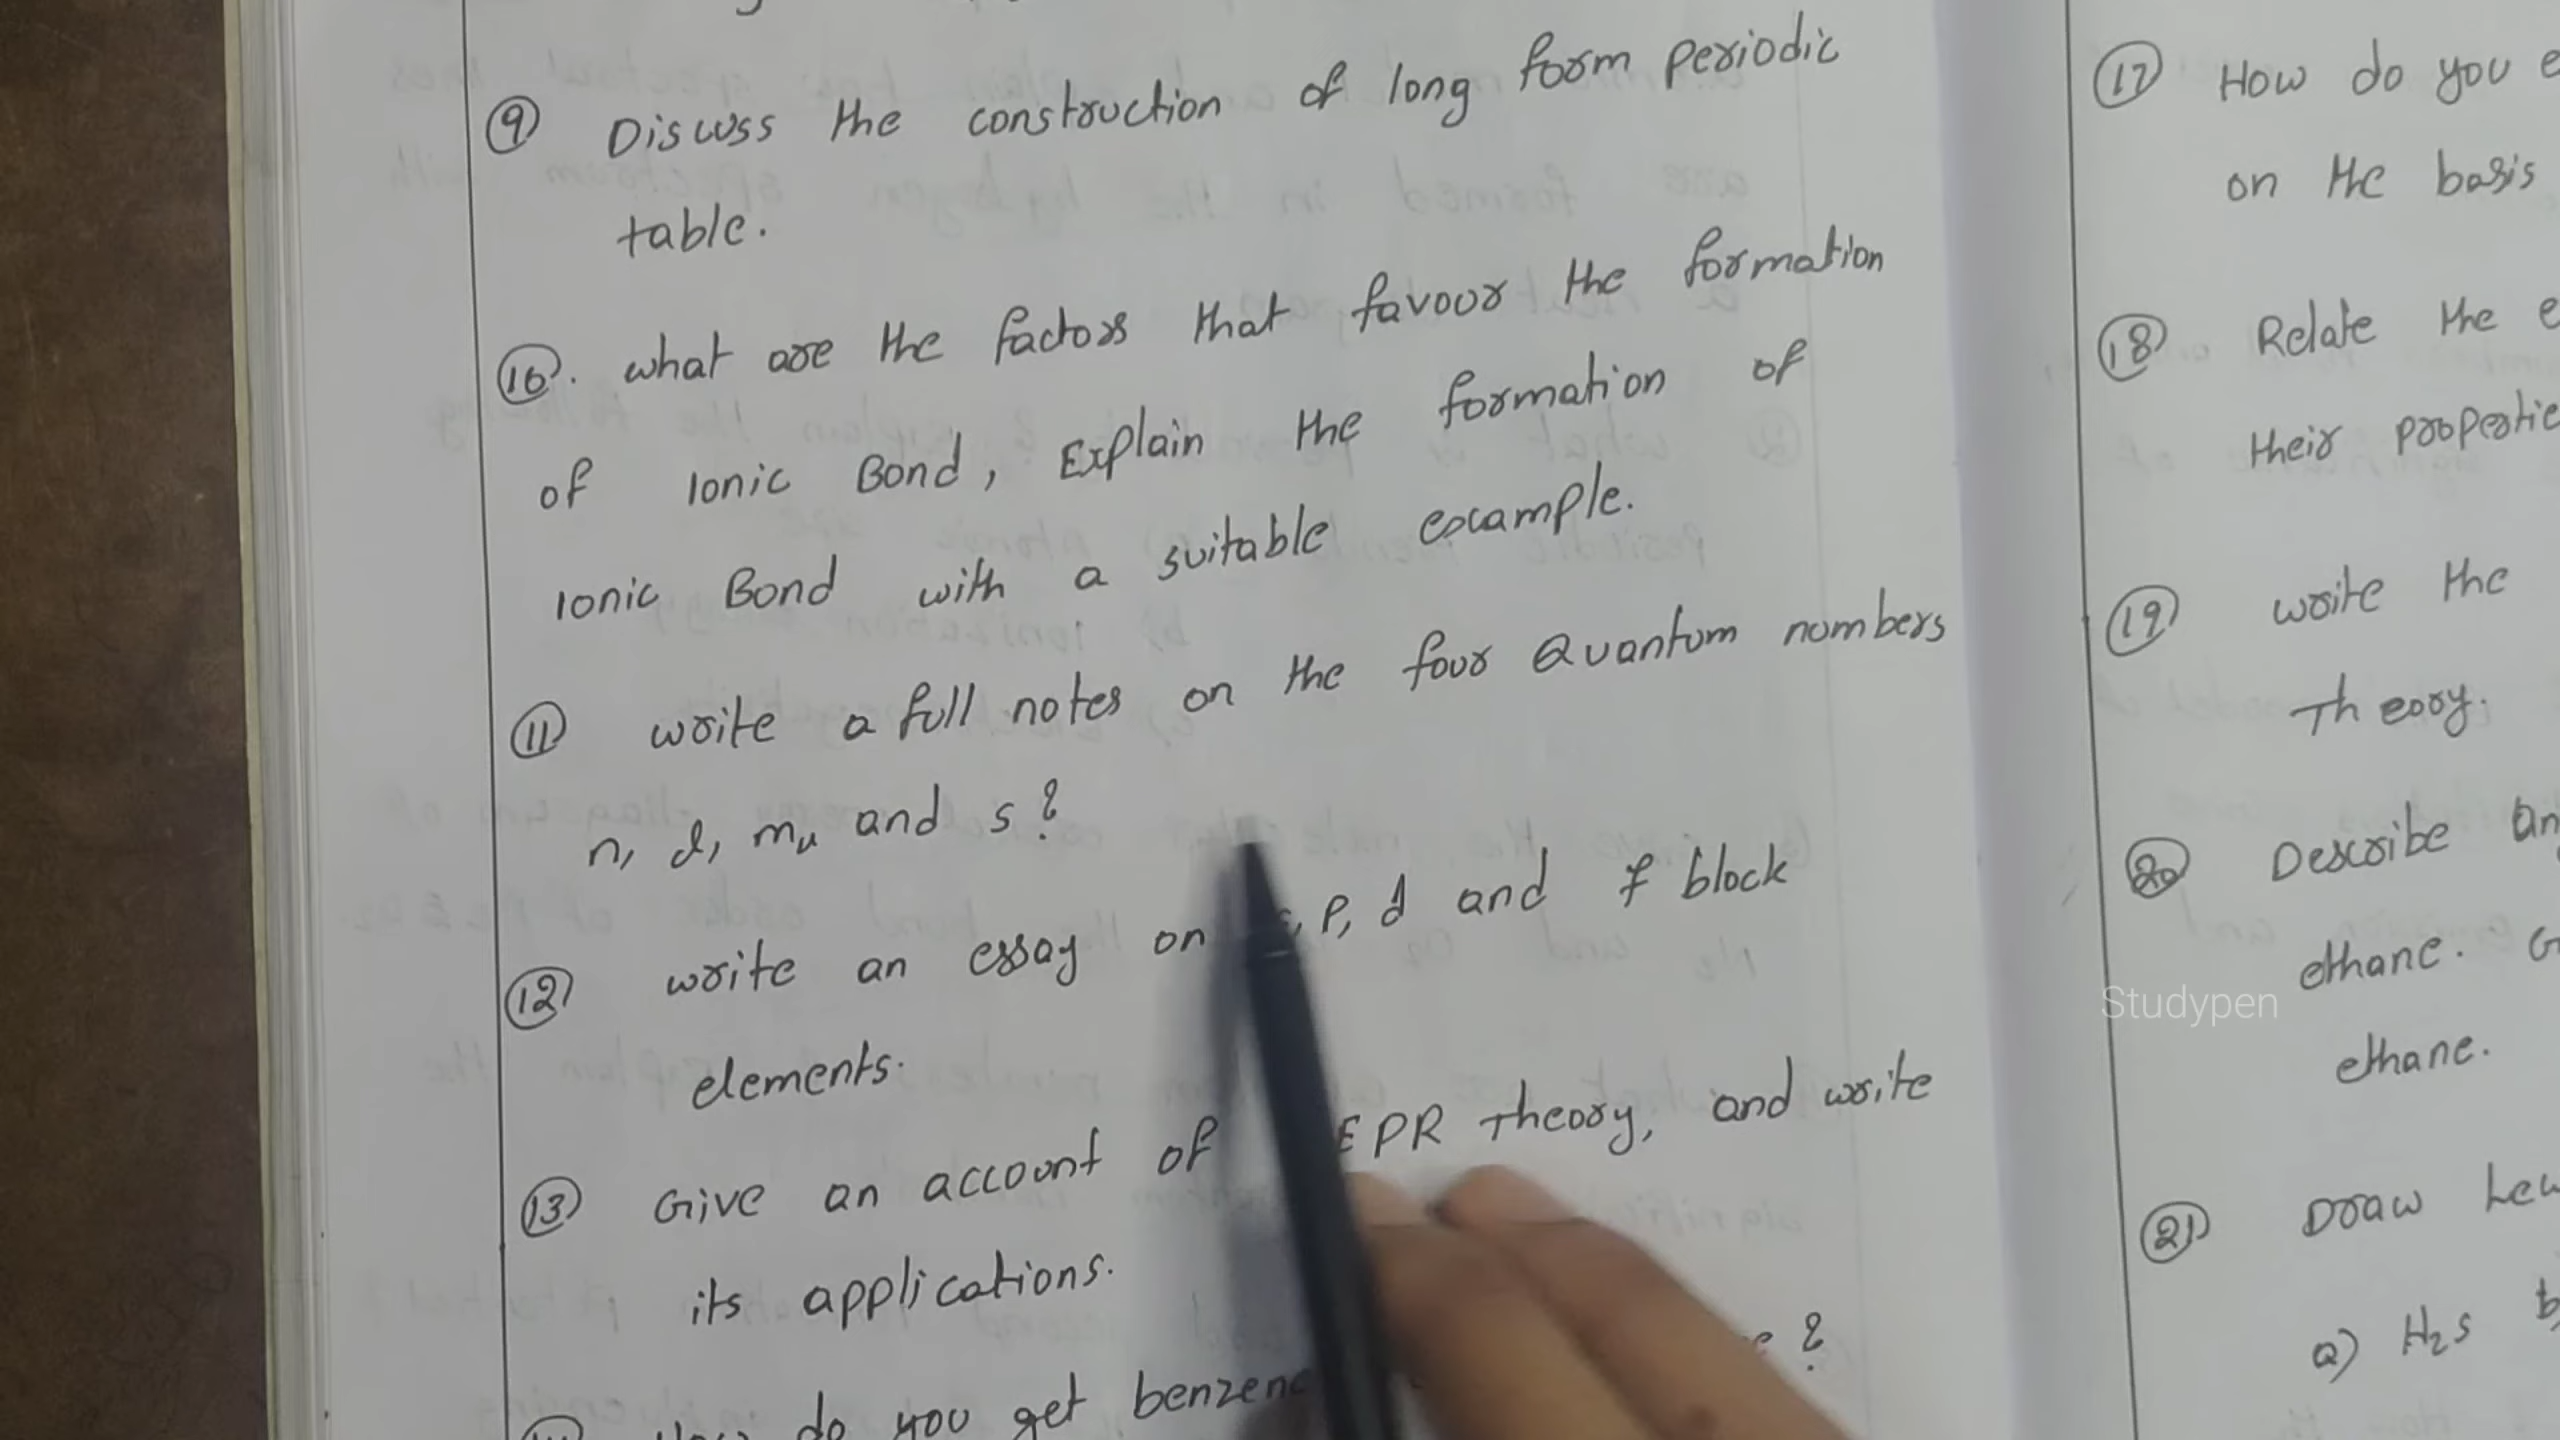 ⑨ Discuss the construction of long form periodic
table.
⑩. what are the factors that favour the formation
of Ionic Bond, Explain the formation of
Ionic Bond with a suitable example.
⑪ write a full notes on the four Quantum numbers
n, l, mu and s?
⑫ write an essay on P, d and f block
elements.
⑬ Give an account of EPR theory, and write
its applications.
do you get benzene ?
⑰ How do you
on the basis
⑱ Relate the
their
⑲ write the
Theory.
⑳ Describe
ethane.
ethane.
㉑ Draw
a) H2S
Studypen